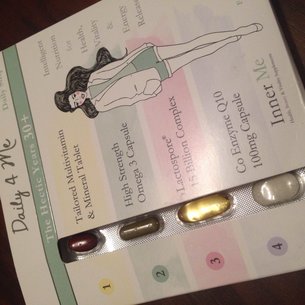 Daily 4 Me
The Hectic Years 30+
1
2
3
4
Tailored Multivitamin
& Mineral Tablet
High Strength
Omega 3 Capsule
Lactospore®
15 Billion Complex
Co Enzyme Q10
100mg Capsule
Inner Me
Intelligent
Nutrition
for
Health,
Vitality
&
Energy